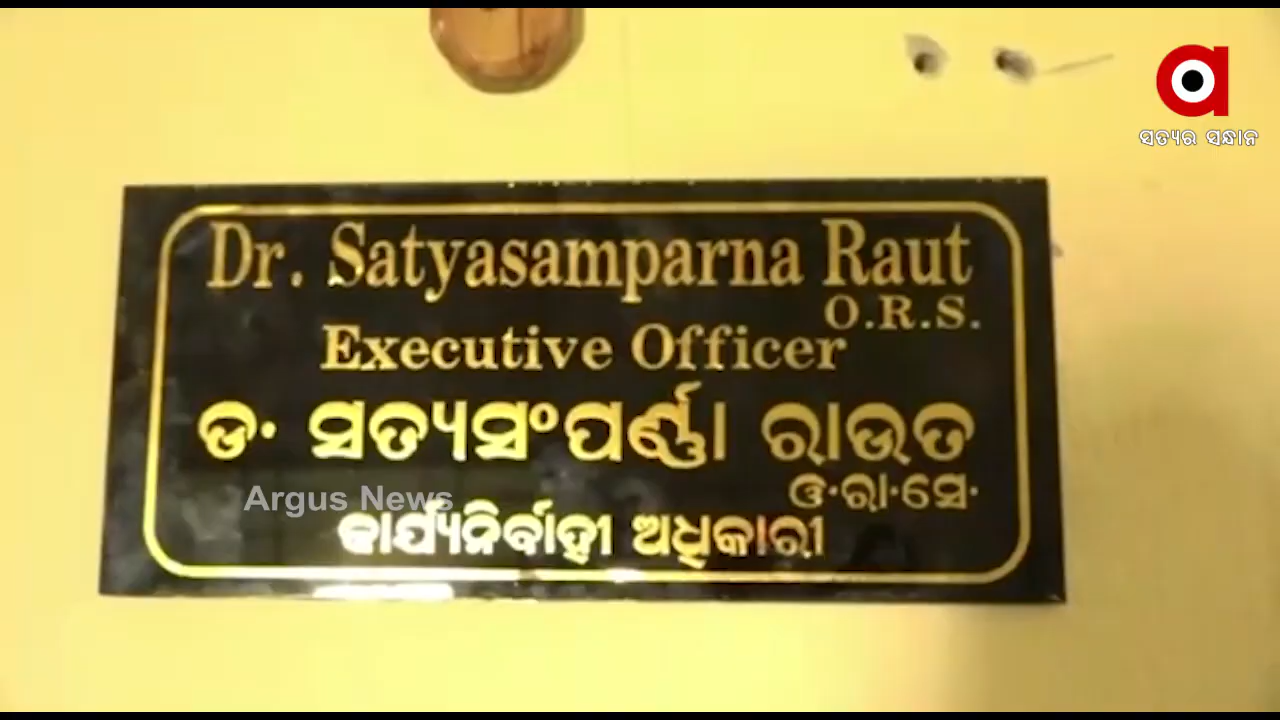 ସତ୍ୟର ସନ୍ଧାନ
Dr. Satyasamparna Raut
O.R.S.
Executive Officer
ଡ. ସତ୍ୟସଂପର୍ଣ୍ଣା ରାଉତ
ଓ.ରା.ସେ.
Argus News
କାର୍ଯ୍ୟନିର୍ବାହୀ ଅଧିକାରୀ